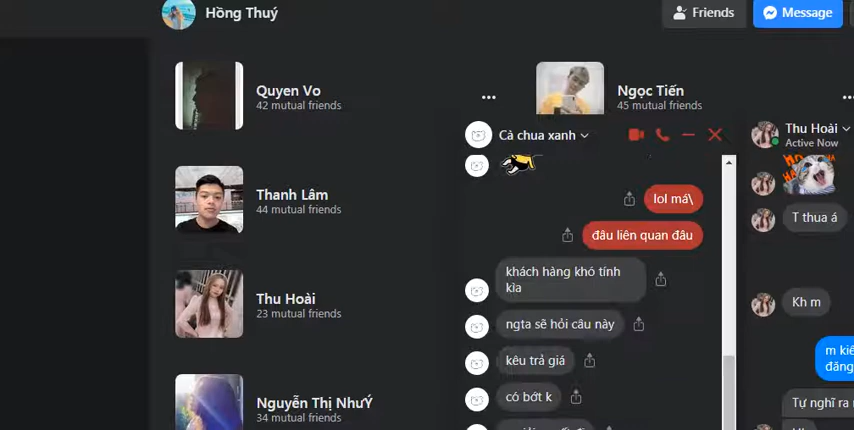 Hồng Thuý
Friends
Message
Quyen Vo
42 mutual friends
Thanh Lâm
44 mutual friends
Thu Hoài
23 mutual friends
Nguyễn Thị NhưÝ
34 mutual friends
Ngọc Tiến
45 mutual friends
Cà chua xanh
lol má\
đâu liên quan đâu
khách hàng khó tính
kìa
ngta sẽ hỏi câu này
kêu trả giá
có bớt k
Thu Hoài
Active Now
T thua á
Kh m
m kiế
đăng
Tự nghĩ ra